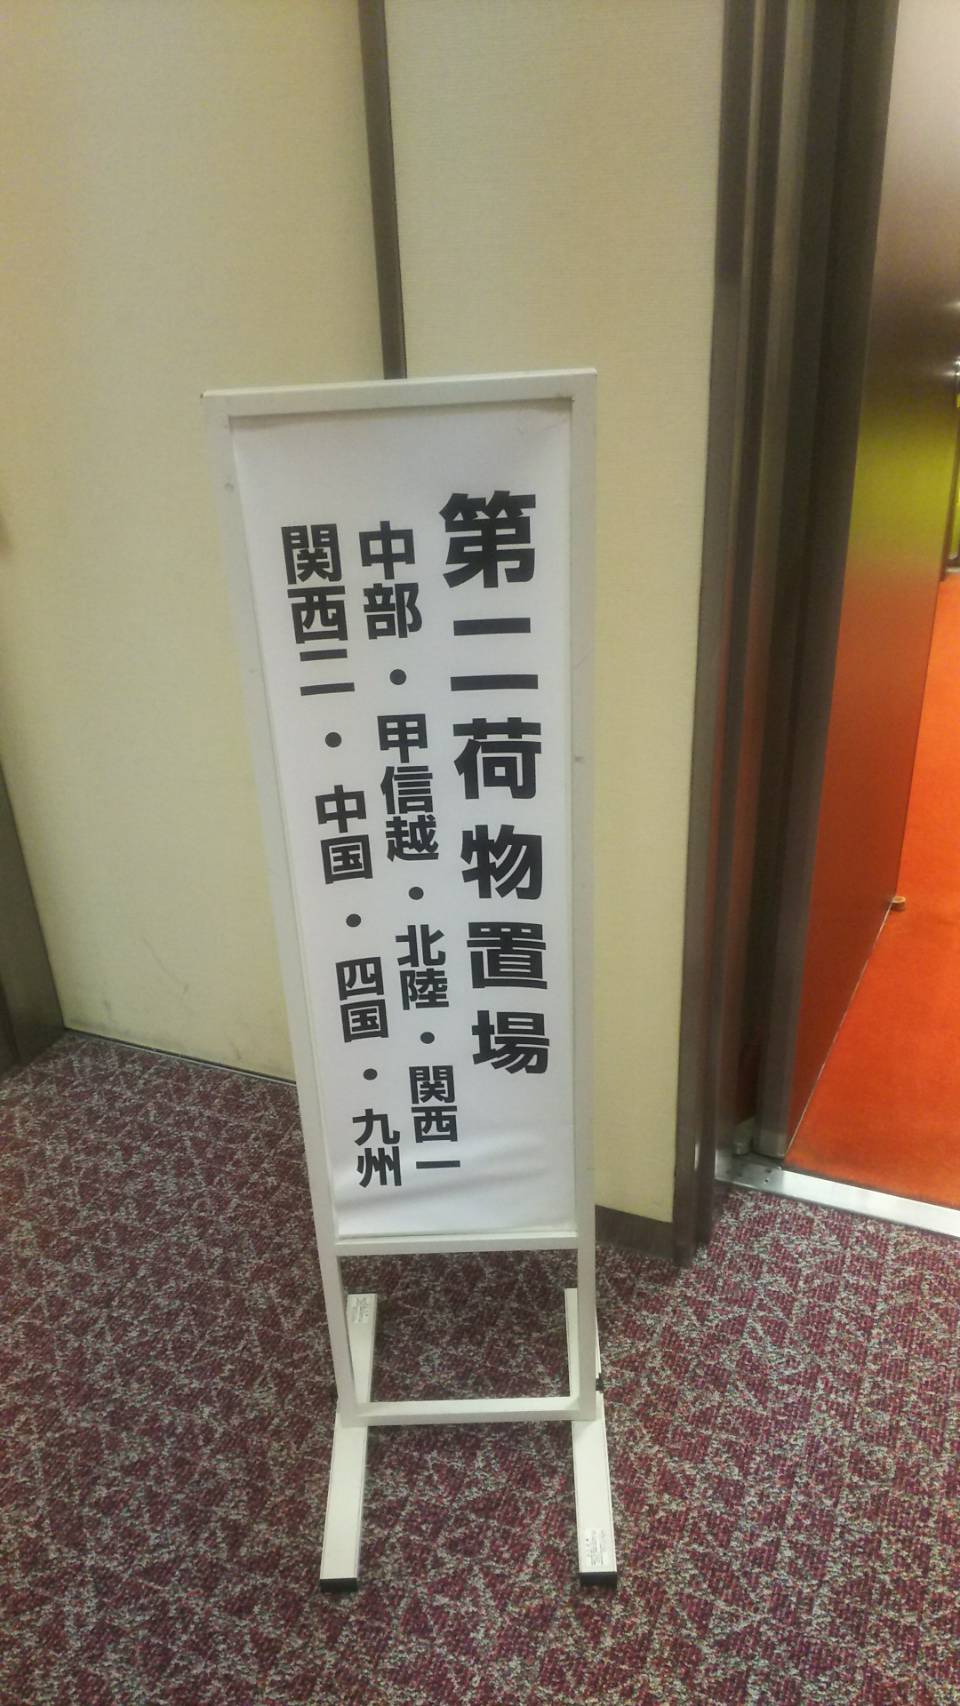 第二荷物置場
中部・甲信越・北陸・関西一
関西二・中国・四国・九州